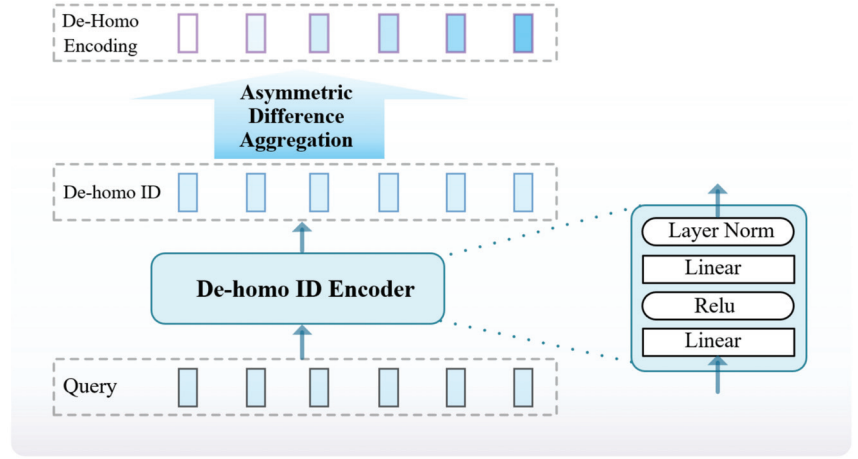 De-Homo
Encoding
Asymmetric
Difference
Aggregation
De-homo ID
De-homo ID Encoder
Query
Layer Norm
Linear
Relu
Linear